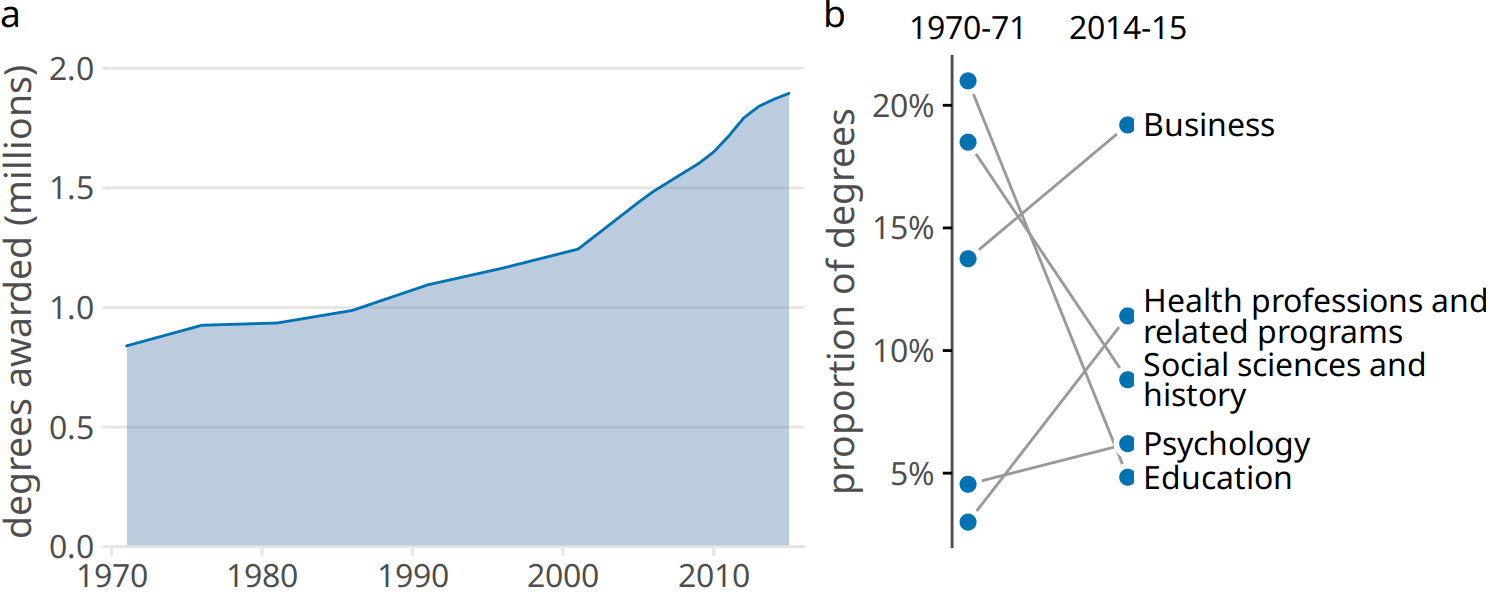 a
degrees awarded (millions)
2.0
1.5
1.0
0.5
0.0
1970 1980 1990 2000 2010
b
1970-71 2014-15
proportion of degrees
20%
15%
10%
5%
Business
Health professions and
related programs
Social sciences and
history
Psychology
Education